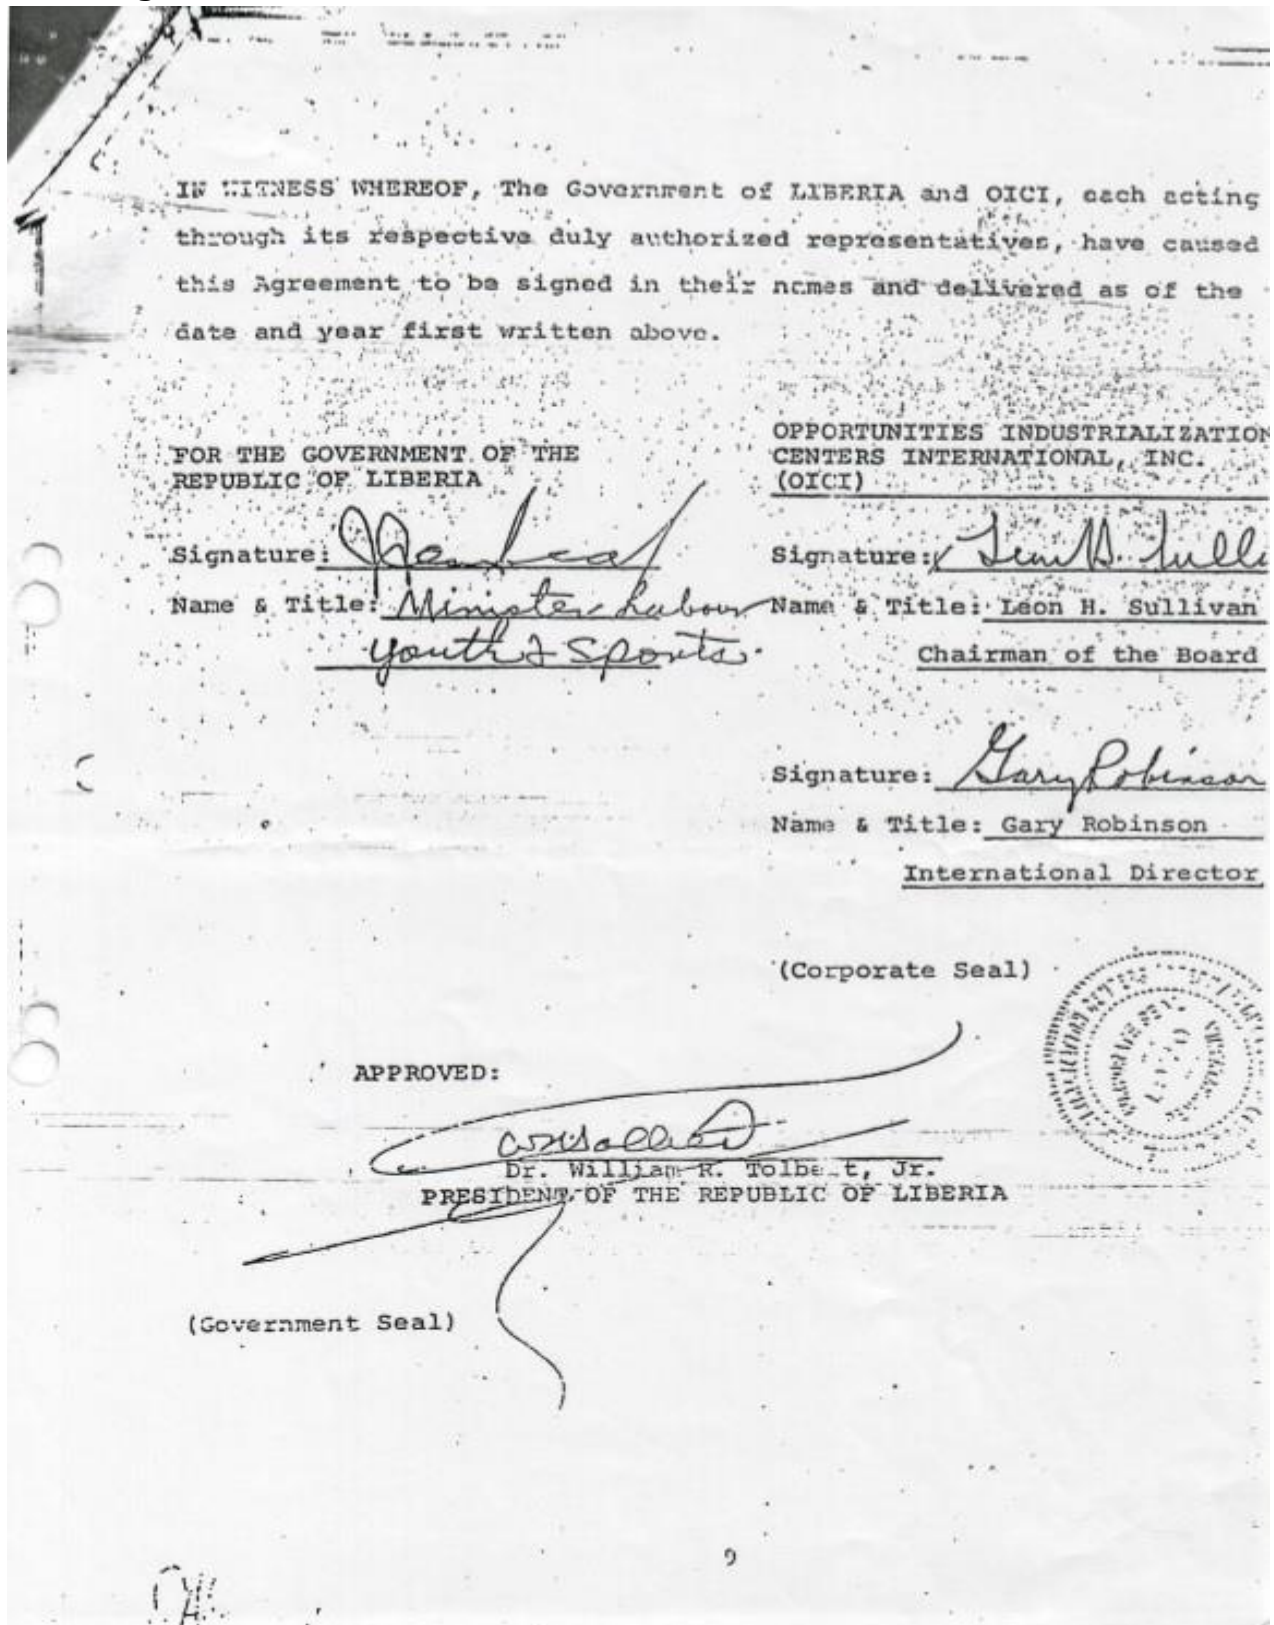 IN WITNESS WHEREOF, The Government of LIBERIA and OICI, each acting
through its respective duly authorized representatives, have caused
this Agreement to be signed in their names and delivered as of the
date and year first written above.
FOR THE GOVERNMENT OF THE
REPUBLIC OF LIBERIA
Signature:
Name & Title: Minister Labour
Youth & Sports
OPPORTUNITIES INDUSTRIALIZATION
CENTERS INTERNATIONAL, INC.
(OICI)
Signature: Leon H. Sulli
Name & Title: Leon H. Sullivan
Chairman of the Board
Signature: Gary Robinson
Name & Title: Gary Robinson
International Director
(Corporate Seal)
APPROVED:
Dr. William R. Tolbert, Jr.
PRESIDENT OF THE REPUBLIC OF LIBERIA
(Government Seal)
9